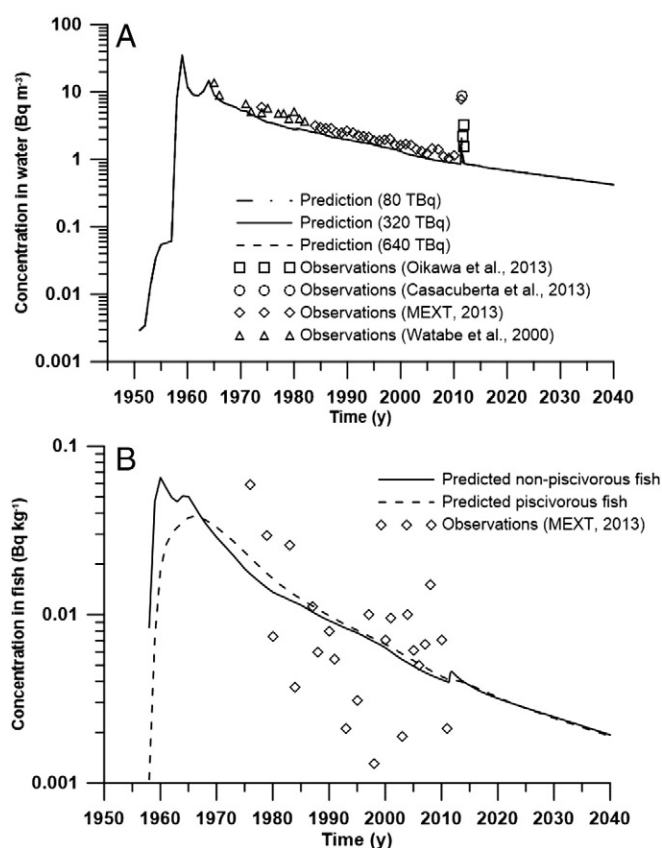 A
Concentration in water (Bq m⁻³)
100
10
1
0.1
0.01
0.001
Prediction (80 TBq)
Prediction (320 TBq)
Prediction (640 TBq)
Observations (Oikawa et al., 2013)
Observations (Casacuberta et al., 2013)
Observations (MEXT, 2013)
Observations (Watabe et al., 2000)
1950 1960 1970 1980 1990 2000 2010 2020 2030 2040
Time (y)
B
Concentration in fish (Bq kg⁻¹)
0.1
0.01
0.001
Predicted non-piscivorous fish
Predicted piscivorous fish
Observations (MEXT, 2013)
1950 1960 1970 1980 1990 2000 2010 2020 2030 2040
Time (y)